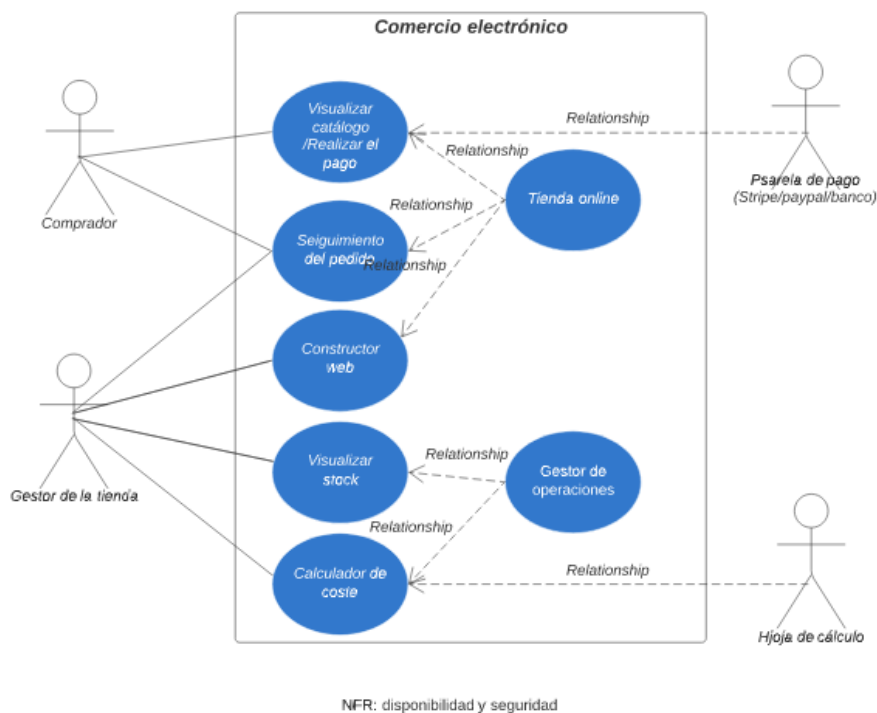 Comercio electrónico
Visualizar
catálogo
/Realizar el
pago
Relationship
Relationship
Tienda online
Psarela de pago
(Stripe/paypal/banco)
Comprador
Relationship
Seiguimiento
del pedido
Relationship
Constructor
web
Gestor de la tienda
Visualizar
stock
Relationship
Gestor de
operaciones
Relationship
Calculador de
coste
Relationship
Hjoja de cálculo
NFR: disponibilidad y seguridad